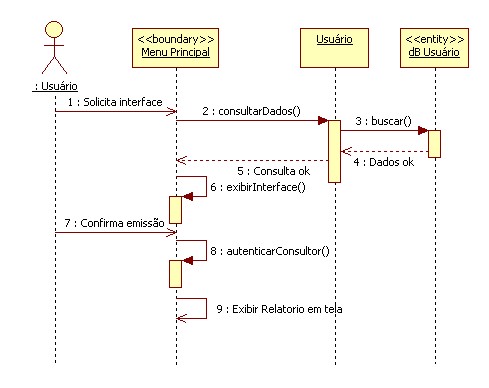 <<boundary>>
Menu Principal
Usuário
<<entity>>
dB Usuário
: Usuário
1 : Solicita interface
2 : consultarDados()
3 : buscar()
4 : Dados ok
5 : Consulta ok
6 : exibirInterface()
7 : Confirma emissão
8 : autenticarConsultor()
9 : Exibir Relatorio em tela